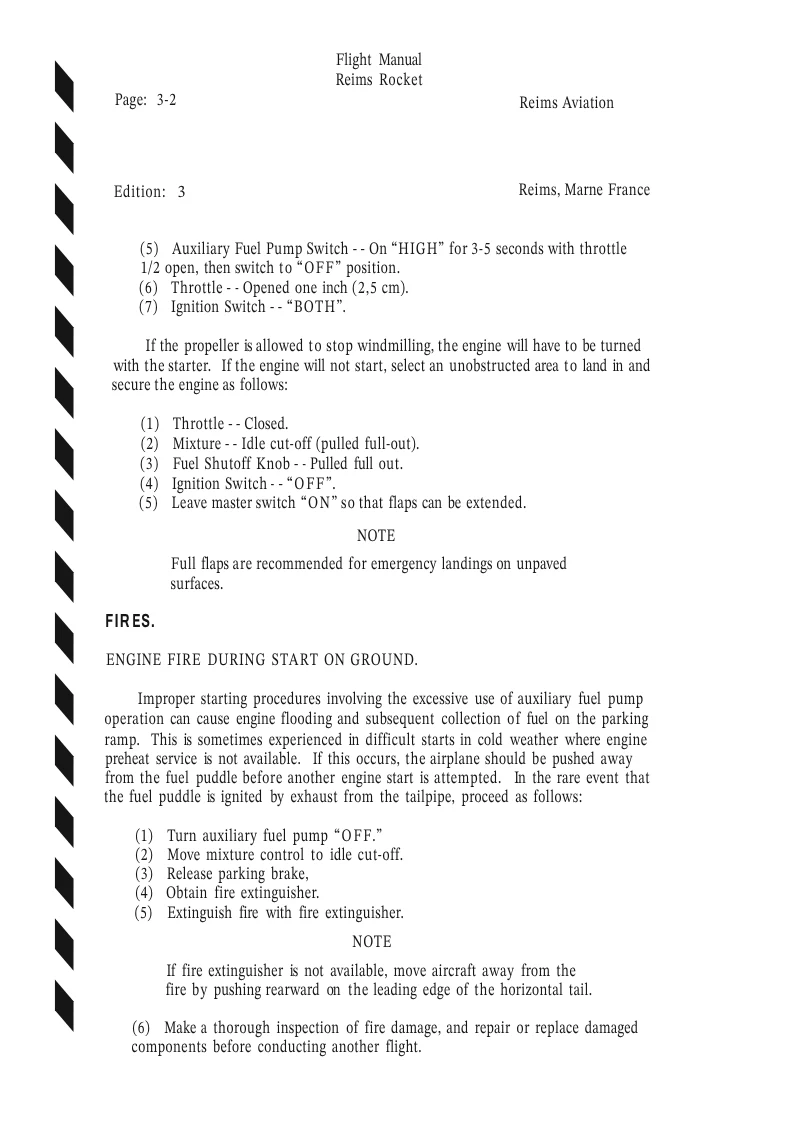 Flight Manual
Reims Rocket
Page: 3-2
Reims Aviation
Edition: 3
Reims, Marne France
(5) Auxiliary Fuel Pump Switch - - On “HIGH” for 3-5 seconds with throttle
1/2 open, then switch to “OFF” position.
(6) Throttle - - Opened one inch (2,5 cm).
(7) Ignition Switch - - “BOTH”.
If the propeller is allowed to stop windmilling, the engine will have to be turned
with the starter. If the engine will not start, select an unobstructed area to land in and
secure the engine as follows:
(1) Throttle - - Closed.
(2) Mixture - - Idle cut-off (pulled full-out).
(3) Fuel Shutoff Knob - - Pulled full out.
(4) Ignition Switch - - “OFF”.
(5) Leave master switch “ON” so that flaps can be extended.
NOTE
Full flaps are recommended for emergency landings on unpaved
surfaces.
FIRES.
ENGINE FIRE DURING START ON GROUND.
Improper starting procedures involving the excessive use of auxiliary fuel pump
operation can cause engine flooding and subsequent collection of fuel on the parking
ramp. This is sometimes experienced in difficult starts in cold weather where engine
preheat service is not available. If this occurs, the airplane should be pushed away
from the fuel puddle before another engine start is attempted. In the rare event that
the fuel puddle is ignited by exhaust from the tailpipe, proceed as follows:
(1) Turn auxiliary fuel pump “OFF.”
(2) Move mixture control to idle cut-off.
(3) Release parking brake,
(4) Obtain fire extinguisher.
(5) Extinguish fire with fire extinguisher.
NOTE
If fire extinguisher is not available, move aircraft away from the
fire by pushing rearward on the leading edge of the horizontal tail.
(6) Make a thorough inspection of fire damage, and repair or replace damaged
components before conducting another flight.